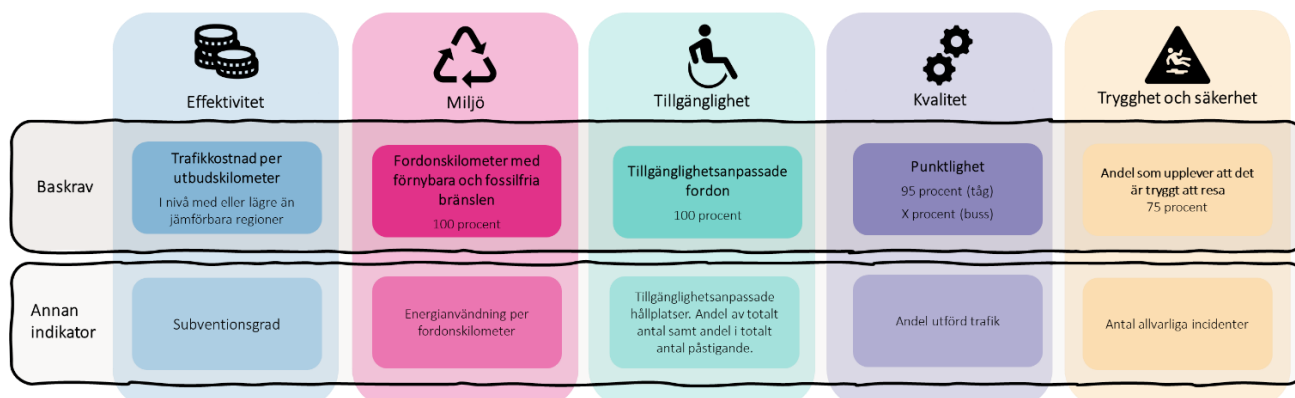 Effektivitet
Miljö
Tillgänglighet
Kvalitet
Trygghet och säkerhet
Baskrav
Trafikkostnad per
utbudskilometer
I nivå med eller lägre än
jämförbara regioner
Fordonskilometer med
förnybara och fossilfria
bränslen
100 procent
Tillgänglighetsanpassade
fordon
100 procent
Punktlighet
95 procent (tåg)
X procent (buss)
Andel som upplever att det
är tryggt att resa
75 procent
Annan
indikator
Subventionsgrad
Energianvändning per
fordonskilometer
Tillgänglighetsanpassade
hållplatser. Andel av totalt
antal samt andel i totalt
antal påstigande.
Andel utförd trafik
Antal allvarliga incidenter